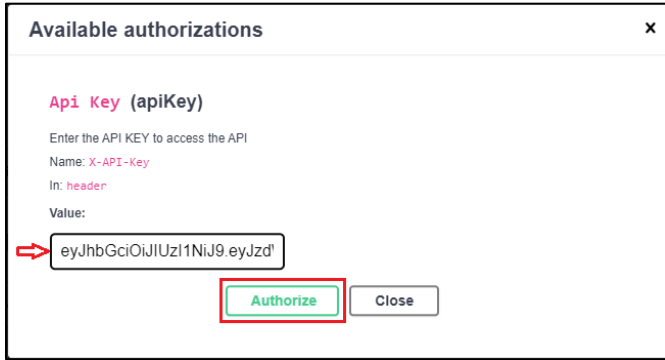 Available authorizations x
Api Key (apiKey)
Enter the API KEY to access the API
Name: X-API-Key
In: header
Value:
eyJhbGciOiJIUzI1NiJ9.eyJzd
Authorize Close